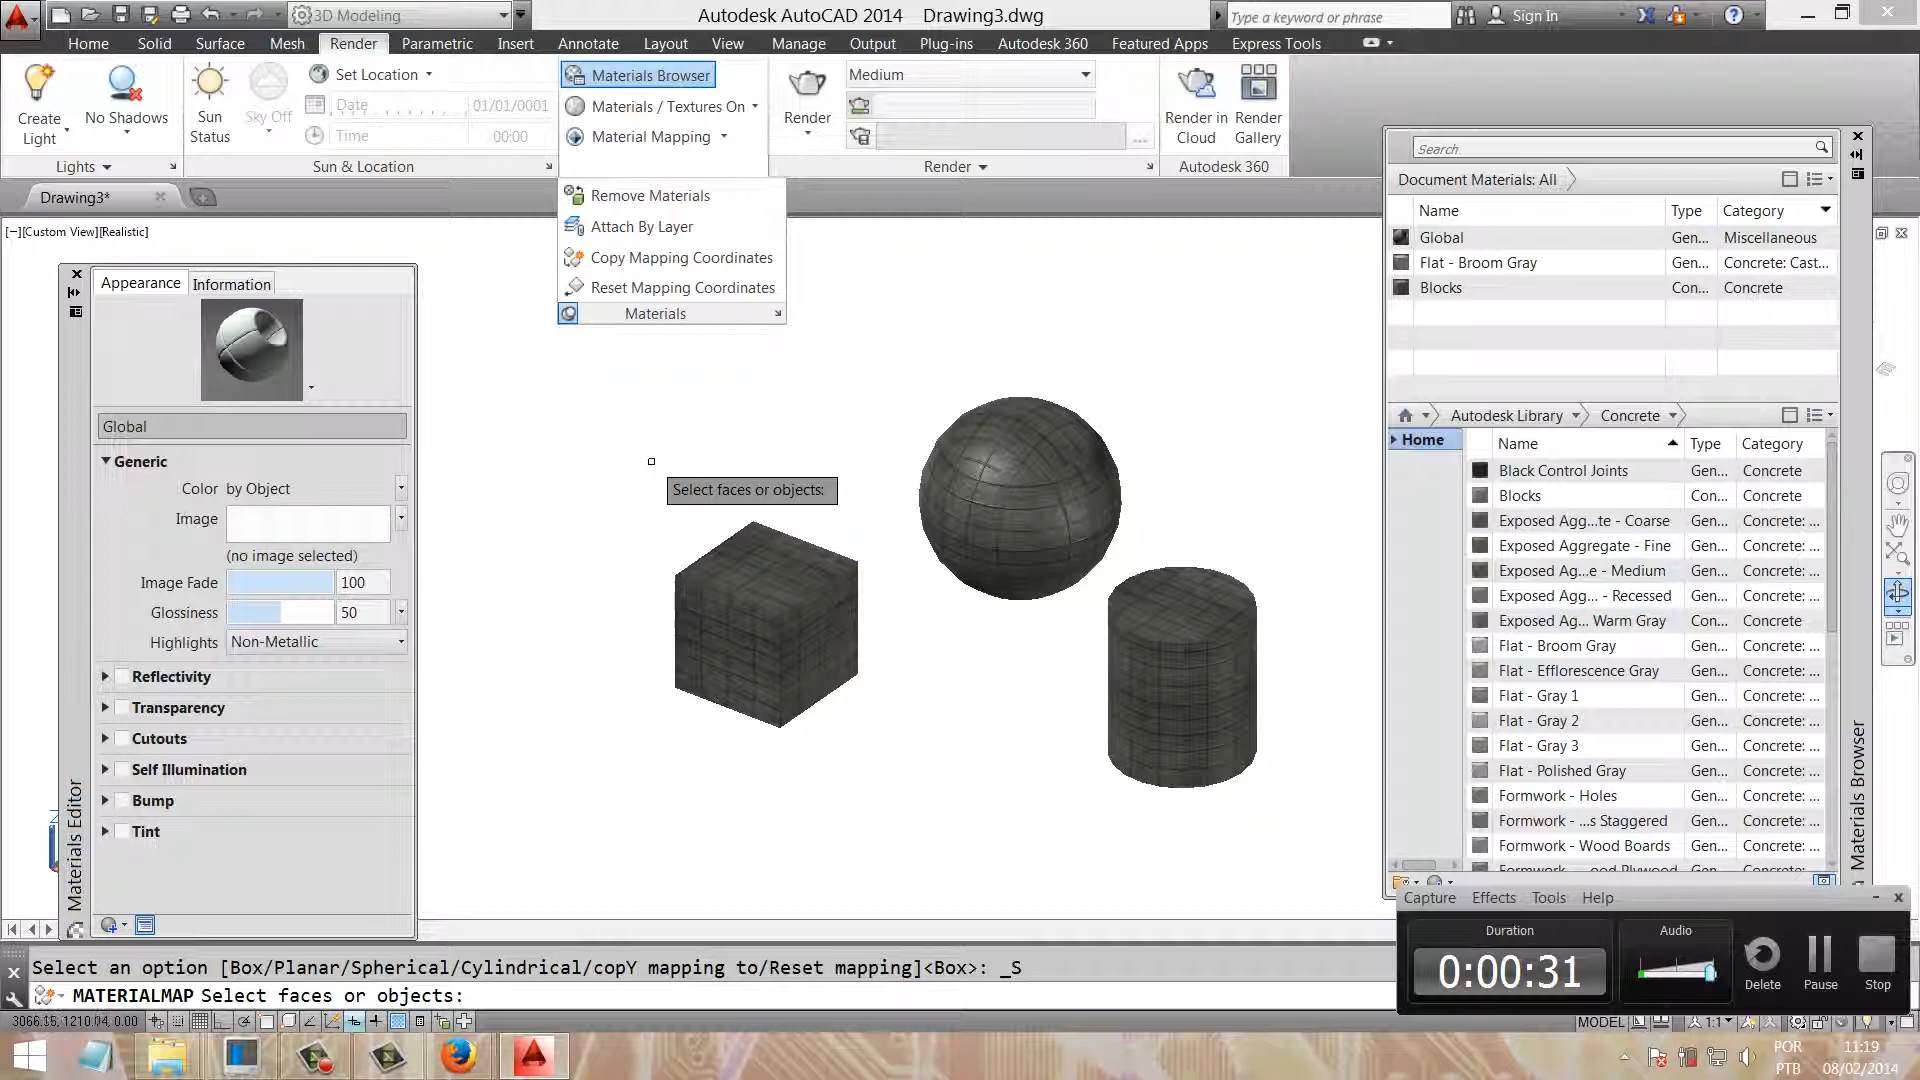 3D Modeling
Autodesk AutoCAD 2014 Drawing3.dwg
Type a keyword or phrase
Sign In
Home Solid Surface Mesh Render Parametric Insert Annotate Layout View Manage Output Plug-ins Autodesk 360 Featured Apps Express Tools
Create Light
No Shadows
Lights
Sun Status
Sky Off
Set Location
Date 01/01/0001
Time 00:00
Sun & Location
Materials Browser
Materials / Textures On
Material Mapping
Remove Materials
Attach By Layer
Copy Mapping Coordinates
Reset Mapping Coordinates
Materials
Render
Medium
...
Render
Render in Cloud
Render Gallery
Autodesk 360
Drawing3*
[−][Custom View][Realistic]
Appearance Information
Global
Generic
Color by Object
Image
(no image selected)
Image Fade 100
Glossiness 50
Highlights Non-Metallic
Reflectivity
Transparency
Cutouts
Self Illumination
Bump
Tint
Materials Editor
Select faces or objects:
Search
Document Materials: All
Name Type Category
Global Gen... Miscellaneous
Flat - Broom Gray Gen... Concrete: Cast...
Blocks Con... Concrete
Autodesk Library Concrete
Home
Name Type Category
Black Control Joints Gen... Concrete
Blocks Con... Concrete
Exposed Agg...te - Coarse Gen... Concrete: ...
Exposed Aggregate - Fine Gen... Concrete: ...
Exposed Ag...e - Medium Gen... Concrete: ...
Exposed Agg... - Recessed Gen... Concrete: ...
Exposed Ag... Warm Gray Con... Concrete
Flat - Broom Gray Gen... Concrete: ...
Flat - Efflorescence Gray Gen... Concrete: ...
Flat - Gray 1 Gen... Concrete: ...
Flat - Gray 2 Gen... Concrete: ...
Flat - Gray 3 Gen... Concrete: ...
Flat - Polished Gray Gen... Concrete: ...
Formwork - Holes Gen... Concrete: ...
Formwork - ...s Staggered Gen... Concrete: ...
Formwork - Wood Boards Gen... Concrete: ...
Formwork - ...ood Plywood Gen... Concrete: ...
Materials Browser
Capture Effects Tools Help
Duration
0:00:31
Audio
Delete
Pause
Stop
Select an option [Box/Planar/Spherical/Cylindrical/copY mapping to/Reset mapping]<Box>: _S
MATERIALMAP Select faces or objects:
3066.15, 1210.04, 0.00
MODEL
1:1
POR
PTB
11:19
08/02/2014